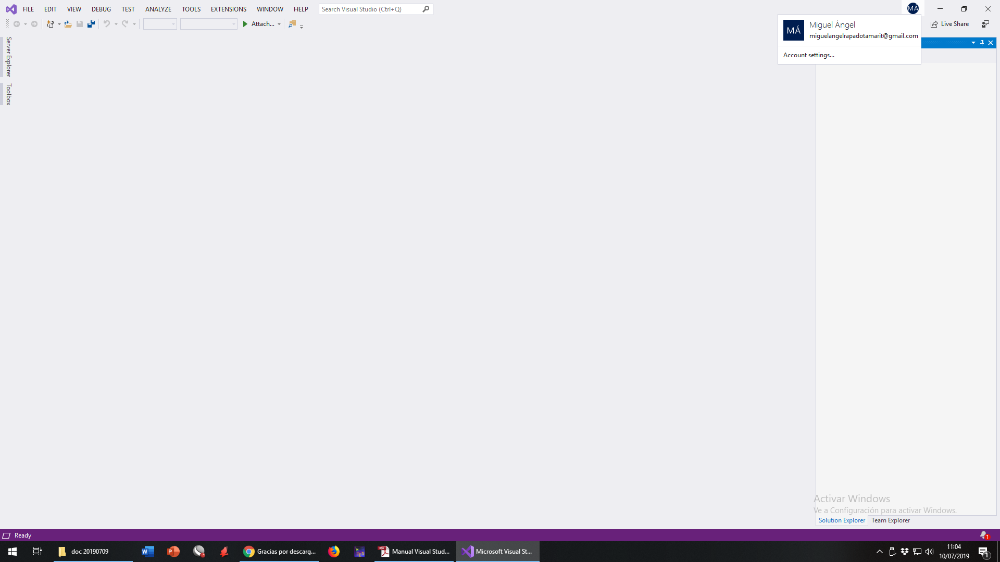 FILE EDIT VIEW DEBUG TEST ANALYZE TOOLS EXTENSIONS WINDOW HELP Search Visual Studio (Ctrl+Q) MÁ
Attach... Live Share
MÁ Miguel Ángel
miguelangelrapadotamarit@gmail.com
Account settings...
Server Explorer
Toolbox
Activar Windows
Ve a Configuración para activar Windows.
Solution Explorer Team Explorer
Ready 1
doc 20190709 Gracias por descarg... Manual Visual Stud... Microsoft Visual St... 11:04
10/07/2019 1